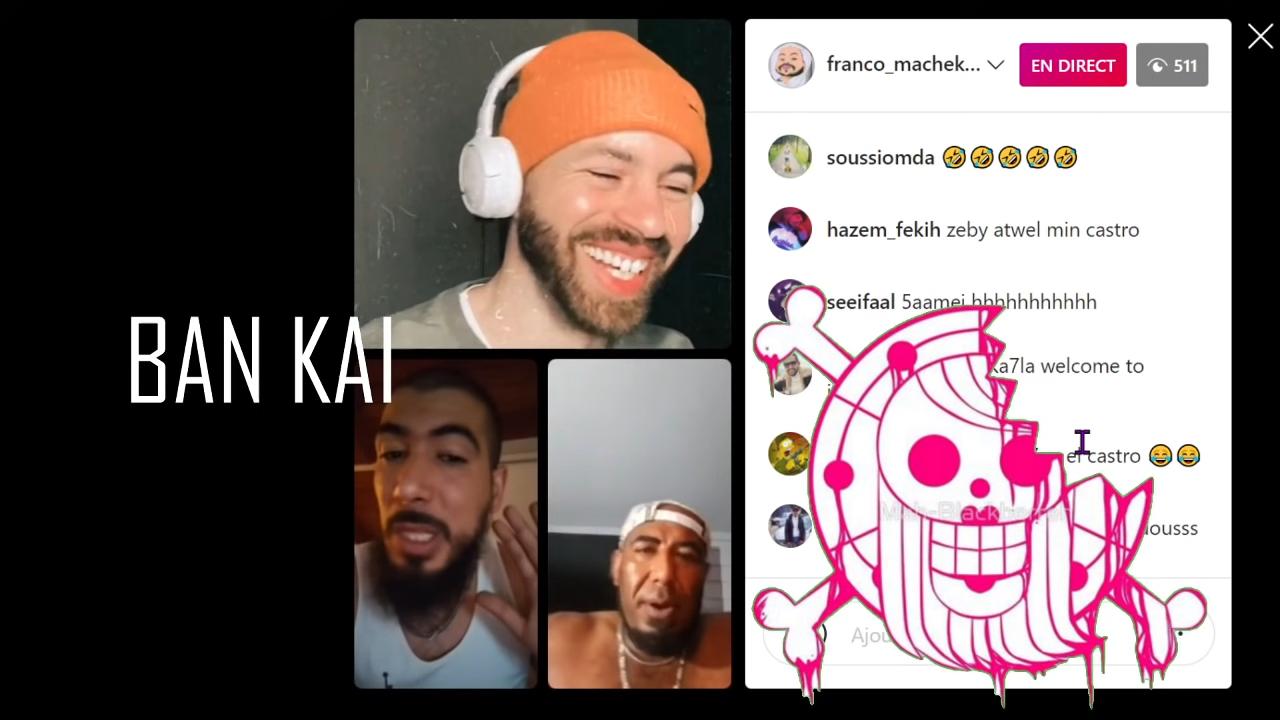 franco_machek...
EN DIRECT
511
soussiomda 🤣🤣🤣🤣🤣
hazem_fekih zeby atwel min castro
seeifaal 5aamej hhhhhhhhhhh
ka7la welcome to
el castro 😂😂
BAN KAI